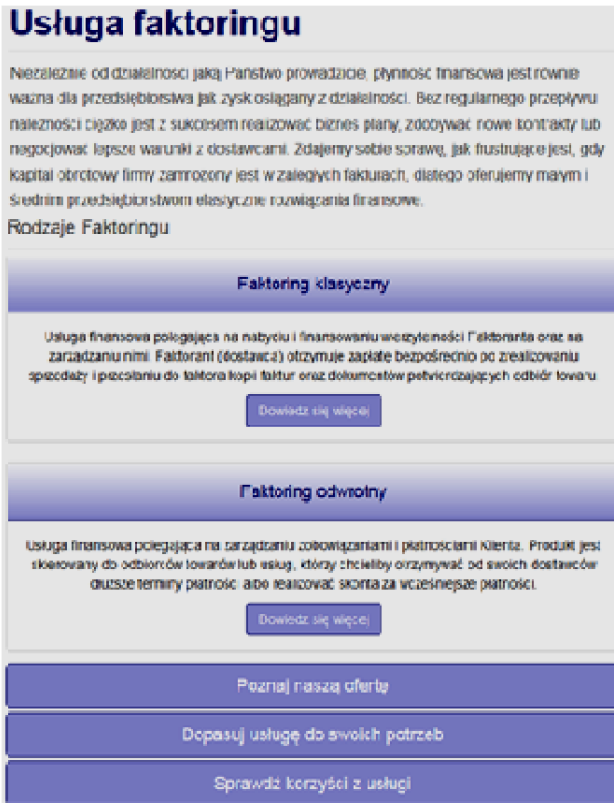 Usługa faktoringu
Niezależnie od działalności jaką Państwo prowadzicie, płynność finansowa jest równie
ważna dla przedsiębiorstwa jak zysk osiągany z działalności. Bez regularnego przepływu
należności ciężko jest z sukcesem realizować biznes plany, zdobywać nowe kontrakty lub
negocjować lepsze warunki z dostawcami. Zdajemy sobie sprawę, jak frustrujące jest, gdy
kapitał obrotowy firmy zamrożony jest w zaległych fakturach, dlatego oferujemy małym i
średnim przedsiębiorstwom elastyczne rozwiązania finansowe.
Rodzaje Faktoringu
Faktoring klasyczny
Usługa finansowa polegająca na nabyciu i finansowaniu wierzytelności Faktoranta oraz na
zarządzaniu nimi. Faktorant (dostawca) otrzymuje zapłatę bezpośrednio po zrealizowaniu
sprzedaży i przesłaniu do faktora kopii faktur oraz dokumentów potwierdzających odbiór towaru
Dowiedz się więcej
Faktoring odwrotny
Usługa finansowa polegająca na zarządzaniu zobowiązaniami i płatnościami Klienta. Produkt jest
skierowany do odbiorców towarów lub usług, którzy chcieliby otrzymywać od swoich dostawców
dłuższe terminy płatności albo realizować skonta za wcześniejsze płatności.
Dowiedz się więcej
Poznaj naszą ofertę
Dopasuj usługę do swoich potrzeb
Sprawdź korzyści z usługi